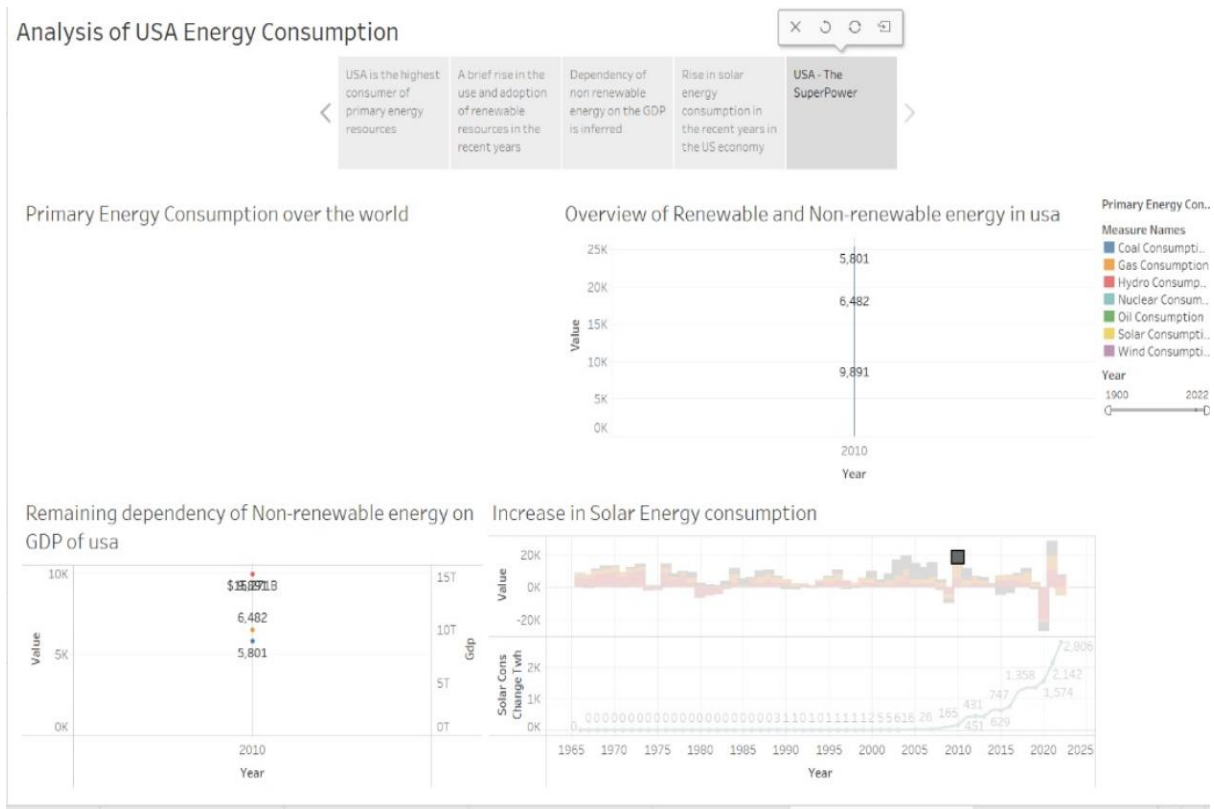 Analysis of USA Energy Consumption
USA is the highest
consumer of
primary energy
resources
A brief rise in the
use and adoption
of renewable
resources in the
recent years
Dependency of
non renewable
energy on the GDP
is inferred
Rise in solar
energy
consumption in
the recent years in
the US economy
USA - The
SuperPower
Primary Energy Consumption over the world
Overview of Renewable and Non-renewable energy in usa
25K
20K
15K
10K
5K
0K
Value
5,801
6,482
9,891
2010
Year
Primary Energy Con..
Measure Names
Coal Consumpti..
Gas Consumption
Hydro Consump..
Nuclear Consum..
Oil Consumption
Solar Consumpti..
Wind Consumpti..
Year
1900 2022
Remaining dependency of Non-renewable energy on
GDP of usa
10K
5K
0K
Value
6,482
5,801
15T
10T
5T
0T
Gdp
2010
Year
Increase in Solar Energy consumption
20K
0K
-20K
Value
2K
1K
0K
Solar Cons
Change Twh
26
165
431
451
747
629
1,358
1,574
2,142
2,806
1965 1970 1975 1980 1985 1990 1995 2000 2005 2010 2015 2020 2025
Year